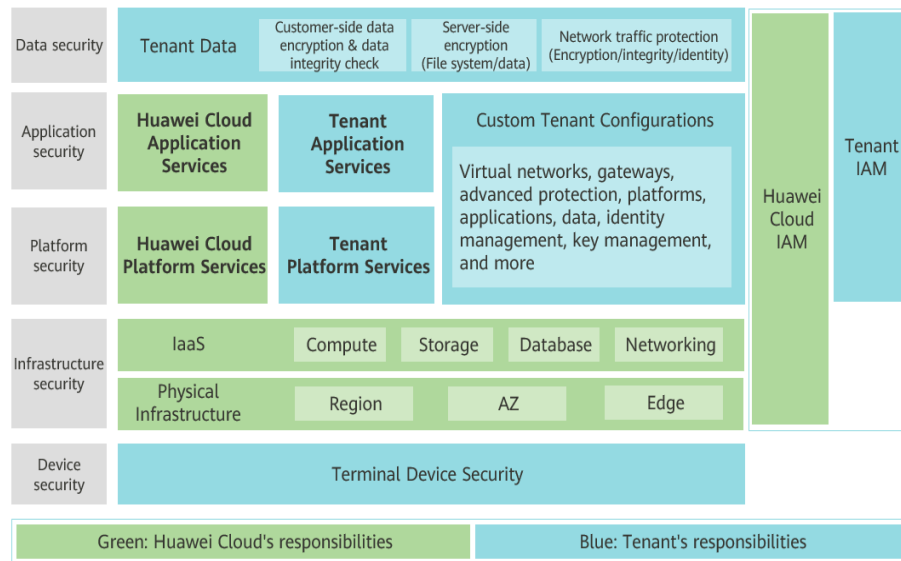 Data security
Tenant Data
Customer-side data
encryption & data
integrity check
Server-side
encryption
(File system/data)
Network traffic protection
(Encryption/integrity/identity)
Application
security
Huawei Cloud
Application
Services
Tenant
Application
Services
Custom Tenant Configurations
Virtual networks, gateways,
advanced protection, platforms,
applications, data, identity
management, key management,
and more
Platform
security
Huawei Cloud
Platform Services
Tenant
Platform Services
Huawei
Cloud
IAM
Tenant
IAM
Infrastructure
security
IaaS
Compute
Storage
Database
Networking
Physical
Infrastructure
Region
AZ
Edge
Device
security
Terminal Device Security
Green: Huawei Cloud's responsibilities
Blue: Tenant's responsibilities